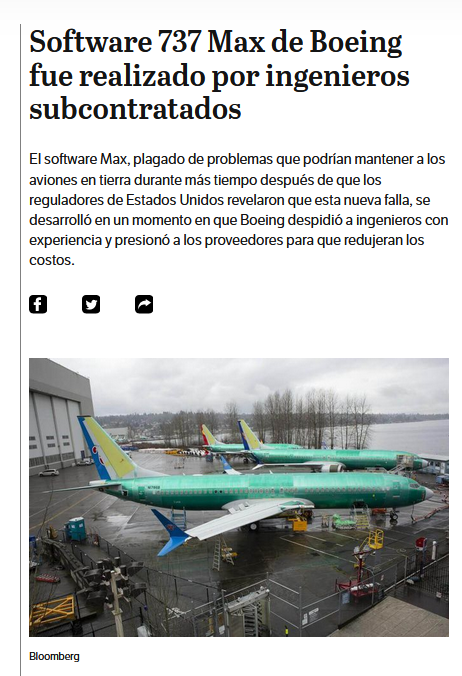 Software 737 Max de Boeing
fue realizado por ingenieros
subcontratados
El software Max, plagado de problemas que podrían mantener a los
aviones en tierra durante más tiempo después de que los
reguladores de Estados Unidos revelaron que esta nueva falla, se
desarrolló en un momento en que Boeing despidió a ingenieros con
experiencia y presionó a los proveedores para que redujeran los
costos.
Bloomberg